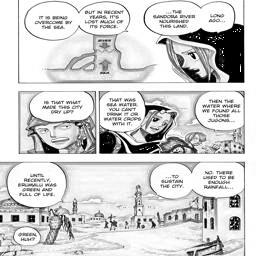 LONG
AGO...
...THE
SANDORA RIVER
NOURISHED
THIS LAND.
BUT IN RECENT
YEARS, IT'S
LOST MUCH OF
ITS FORCE.
IT IS BEING
OVERCOME
BY THE SEA.
THEN THE
WATER WHERE
WE FOUND
ALL THOSE
JUGONS...
THAT WAS
SEA WATER.
YOU CAN'T
DRINK IT OR
WATER CROPS
WITH IT.
IS THAT WHAT
MADE THIS CITY
DRY UP?
NO. THERE
USED TO BE
ENOUGH
RAINFALL...
...TO
SUSTAIN
THE CITY.
UNTIL
RECENTLY,
ERUMALU WAS
GREEN AND
FULL OF LIFE.
GREEN,
HUH?